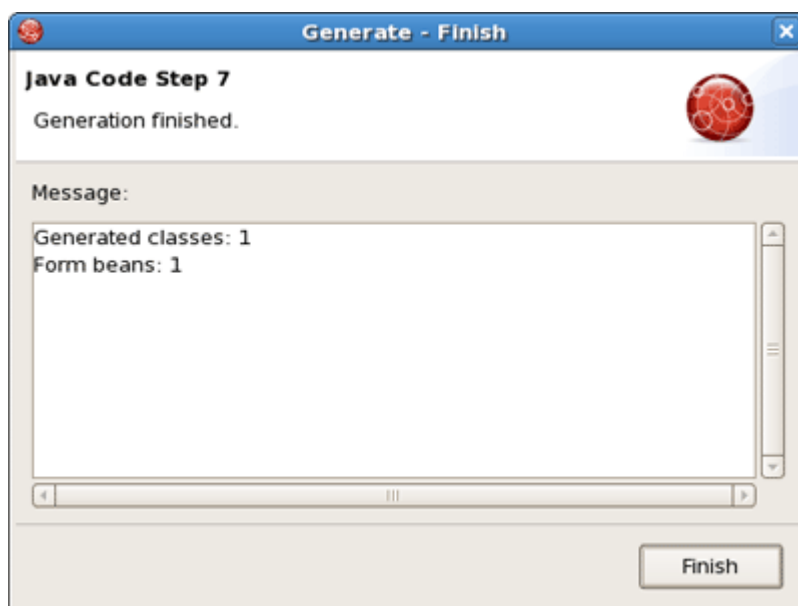 Generate - Finish
Java Code Step 7
Generation finished.
Message:
Generated classes: 1
Form beans: 1
Finish